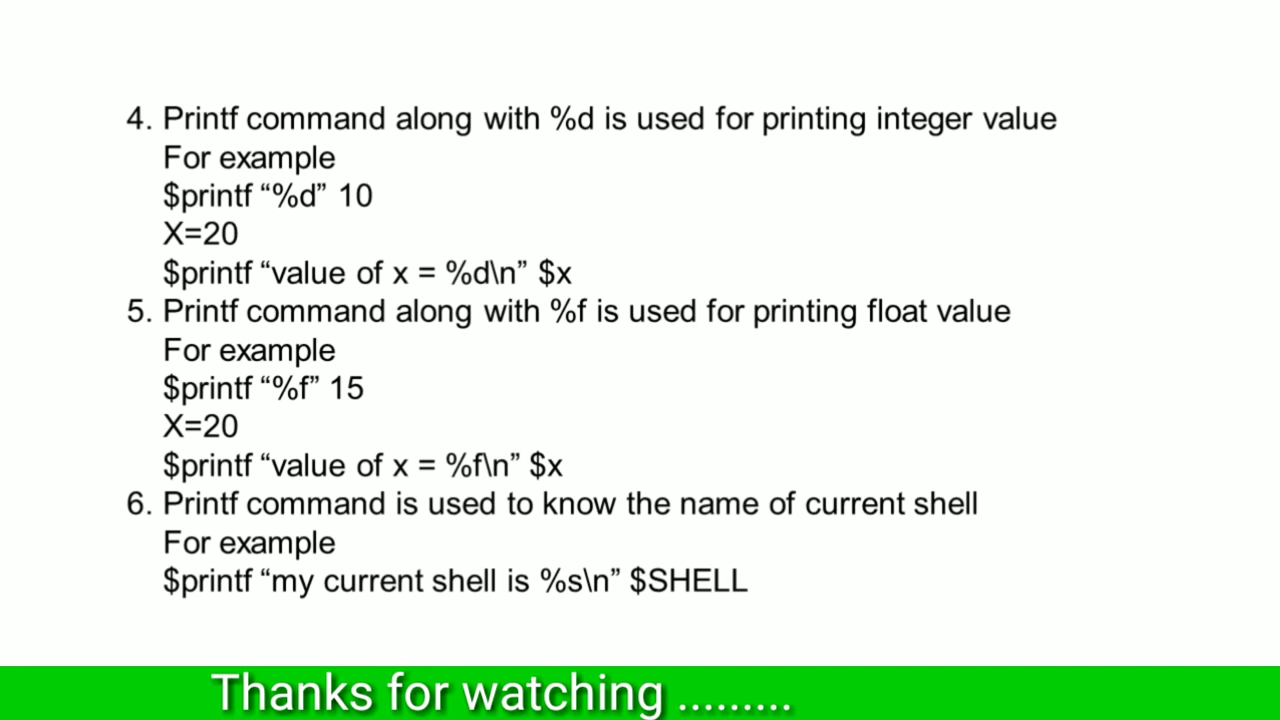 4. Printf command along with %d is used for printing integer value
For example
$printf “%d” 10
X=20
$printf “value of x = %d\n” $x
5. Printf command along with %f is used for printing float value
For example
$printf “%f” 15
X=20
$printf “value of x = %f\n” $x
6. Printf command is used to know the name of current shell
For example
$printf “my current shell is %s\n” $SHELL
Thanks for watching .........